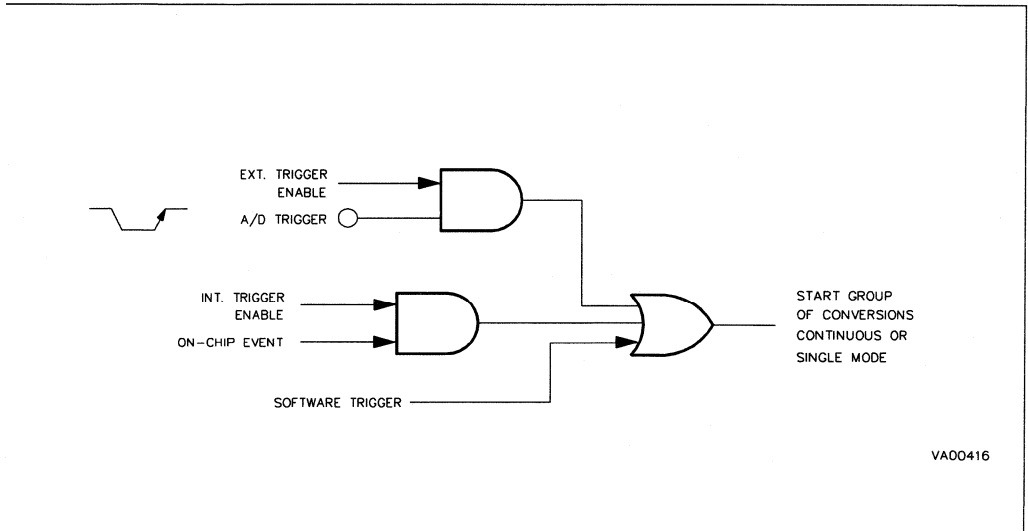 EXT. TRIGGER
ENABLE
A/D TRIGGER
INT. TRIGGER
ENABLE
ON-CHIP EVENT
SOFTWARE TRIGGER
START GROUP
OF CONVERSIONS
CONTINUOUS OR
SINGLE MODE
VA00416